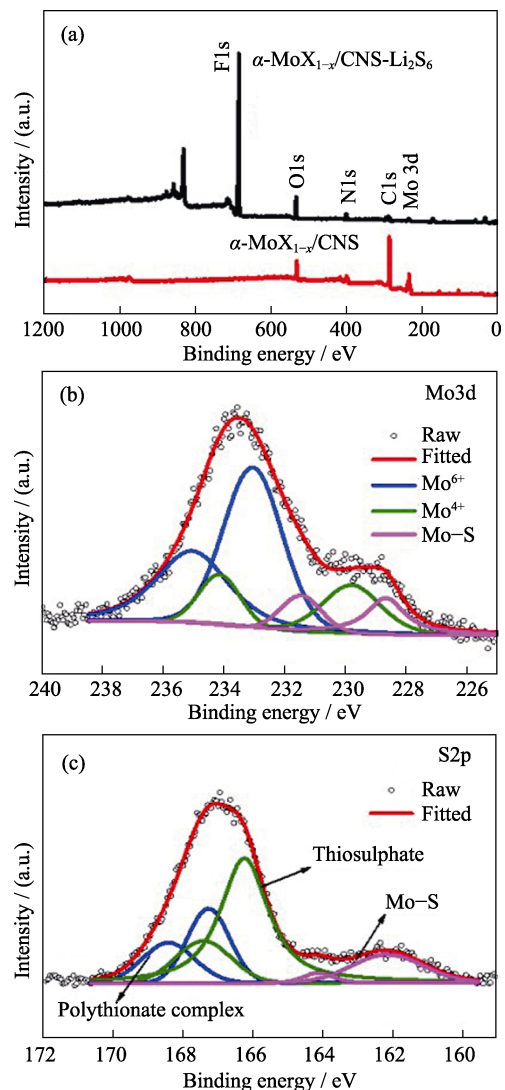 (a)
F1s
α-MoX₁₋ₓ/CNS-Li₂S₆
O1s
N1s
C1s
Mo 3d
α-MoX₁₋ₓ/CNS
Intensity / (a.u.)
1200 1000 800 600 400 200 0
Binding energy / eV
(b)
Mo3d
Raw
Fitted
Mo⁶⁺
Mo⁴⁺
Mo−S
Intensity / (a.u.)
240 238 235 234 231 230 228 226
Binding energy / eV
(c)
S2p
Raw
Fitted
Thiosulphate
Mo−S
Polythionate complex
Intensity / (a.u.)
172 170 168 166 164 162 160
Binding energy / eV